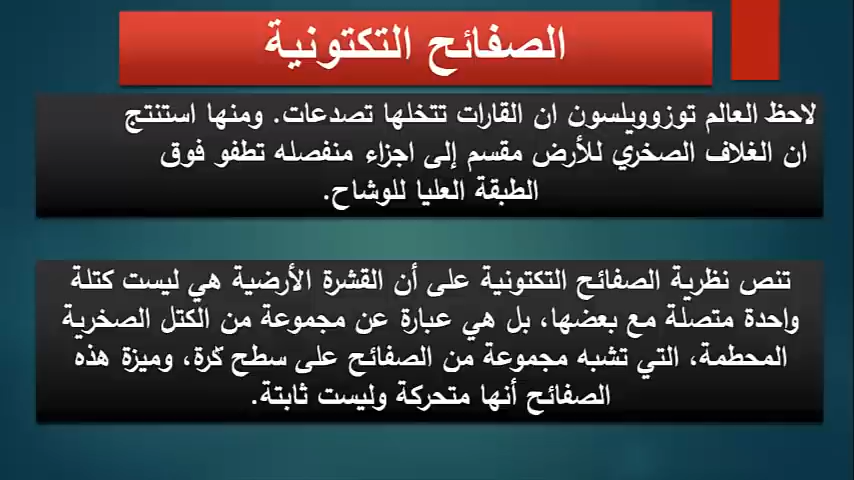 الصفائح التكتونية
لاحظ العالم توزوويلسون ان القارات تتخلها تصدعات. ومنها استنتج
ان الغلاف الصخري للأرض مقسم إلى اجزاء منفصله تطفو فوق
الطبقة العليا للوشاح.
تنص نظرية الصفائح التكتونية على أن القشرة الأرضية هي ليست كتلة
واحدة متصلة مع بعضها، بل هي عبارة عن مجموعة من الكتل الصخرية
المحطمة، التي تشبه مجموعة من الصفائح على سطح كرة، وميزة هذه
الصفائح أنها متحركة وليست ثابتة.